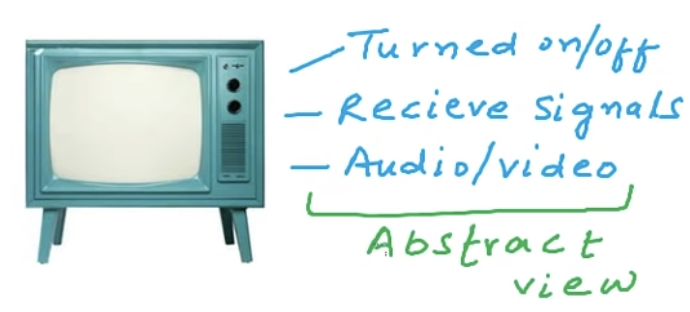 Turned on/off
Recieve Signals
Audio/video
Abstract
view